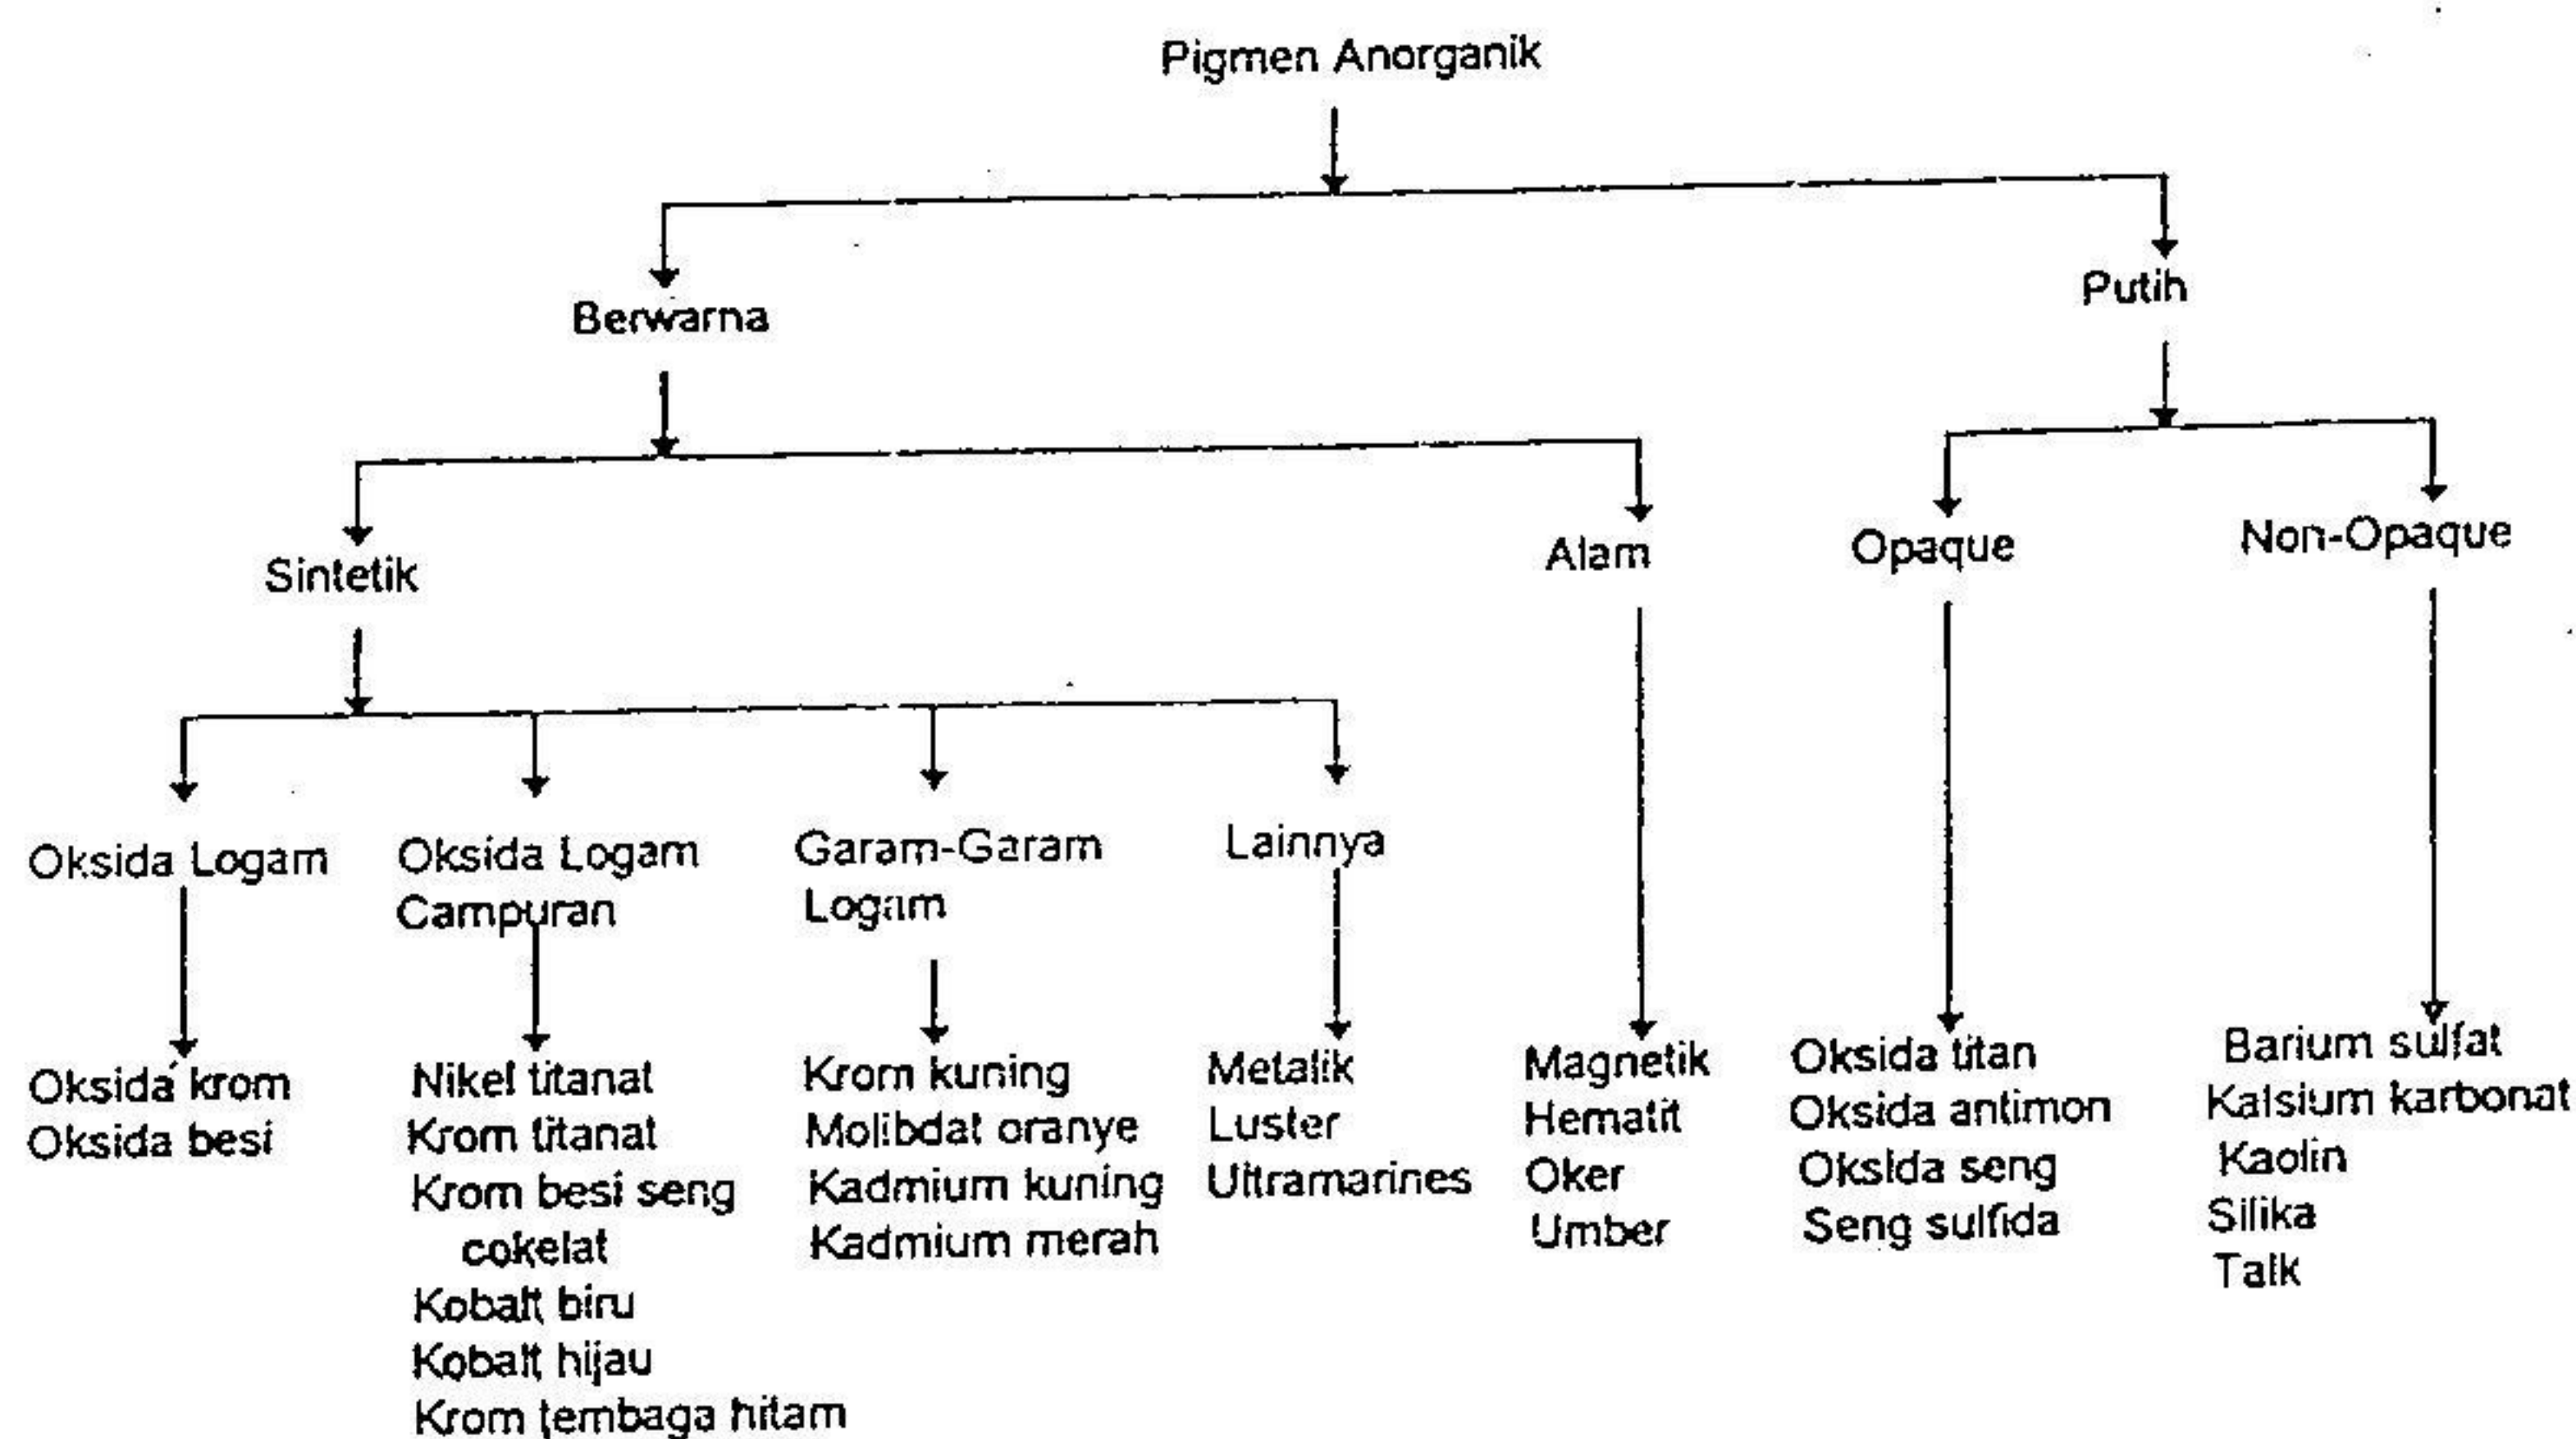 Pigmen Anorganik
Berwarna
Putih
Sintetik
Alam
Opaque
Non-Opaque
Oksida Logam
Oksida Logam
Campuran
Garam-Garam
Logam
Lainnya
Oksida krom
Oksida besi
Nikel titanat
Krom titanat
Krom besi seng
cokelat
Kobalt biru
Kobalt hijau
Krom tembaga hitam
Krom kuning
Molibdat oranye
Kadmium kuning
Kadmium merah
Metalik
Luster
Ultramarines
Magnetik
Hematit
Oker
Umber
Oksida titan
Oksida antimon
Oksida seng
Seng sulfida
Barium sulfat
Kalsium karbonat
Kaolin
Silika
Talk